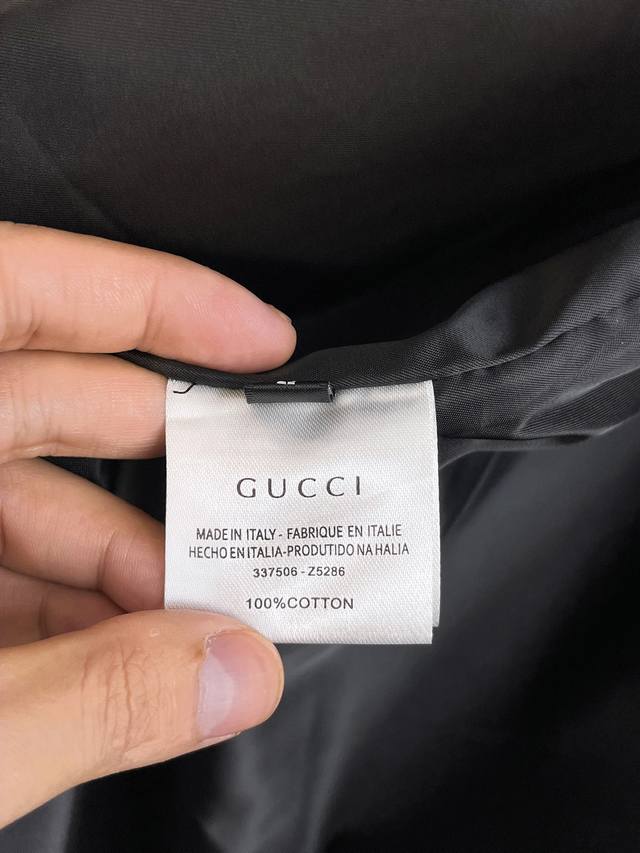 GUCCI
MADE IN ITALY - FABRIQUE EN ITALIE
HECHO EN ITALIA-PRODUTIDO NA HALIA
337506 - Z5286
100%COTTON